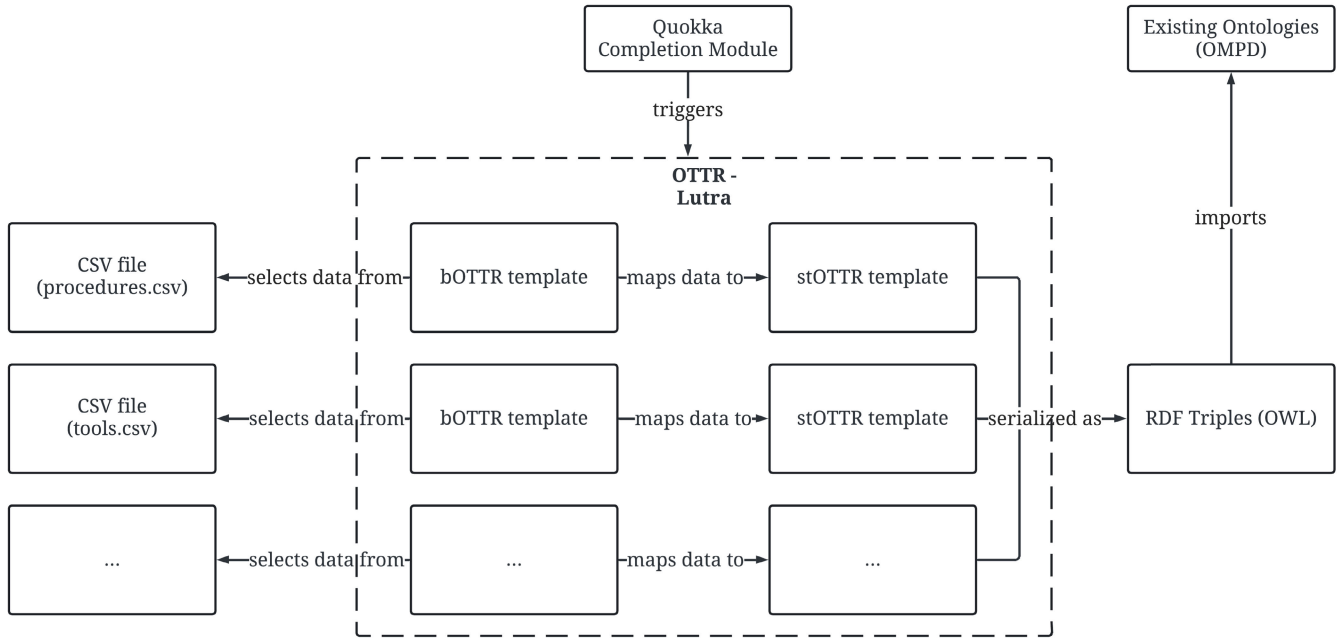 Quokka
Completion Module
Existing Ontologies
(OMPD)
triggers
OTTR -
Lutra
imports
CSV file
(procedures.csv)
selects data from
bOTTR template
maps data to
stOTTR template
CSV file
(tools.csv)
selects data from
bOTTR template
maps data to
stOTTR template
serialized as
RDF Triples (OWL)
...
selects data from
...
maps data to
...